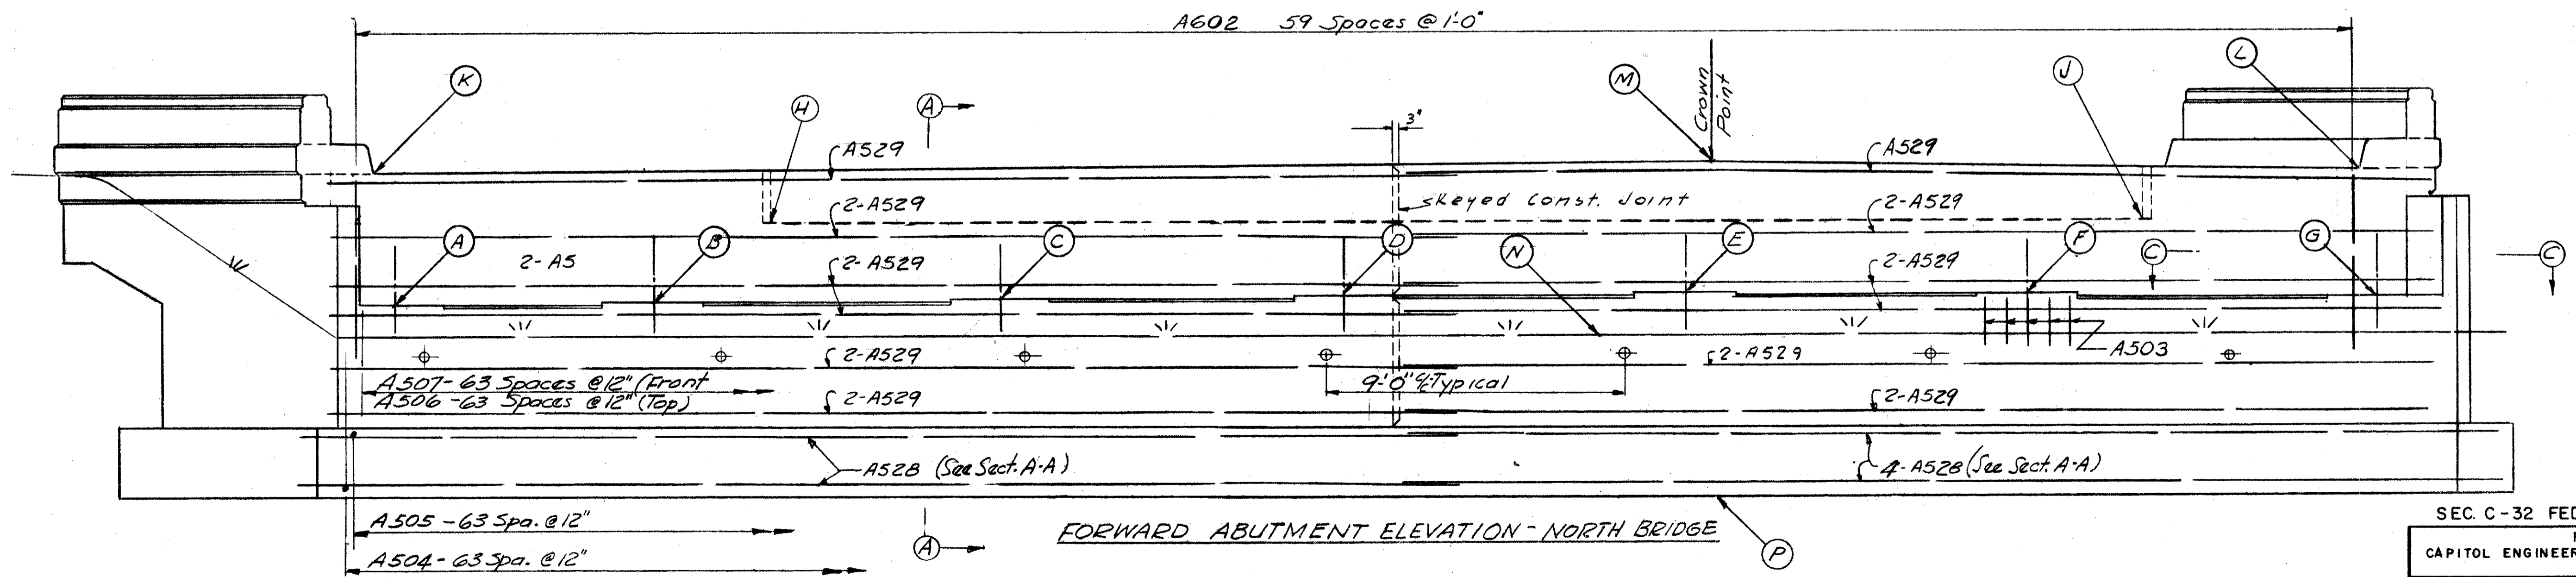 A602 59 Spaces @ 1'-0"
K
H
A
M
Crown Point
J
L
3"
A529
A529
2-A529
Keyed Const. Joint
2-A529
A
B
C
D
E
F
G
N
C
C
2-A5
2-A529
2-A529
A503
2-A529
2-A529
A507-63 Spaces @ 12" (Front
A506-63 Spaces @ 12" (Top)
9'-0" C/C Typical
2-A529
2-A529
A528 (See Sect. A-A)
4-A528 (See Sect. A-A)
A505-63 Spa. @ 12"
A504-63 Spa. @ 12"
A
FORWARD ABUTMENT ELEVATION - NORTH BRIDGE
P
SEC. C-32 FED
CAPITOL ENGINEER